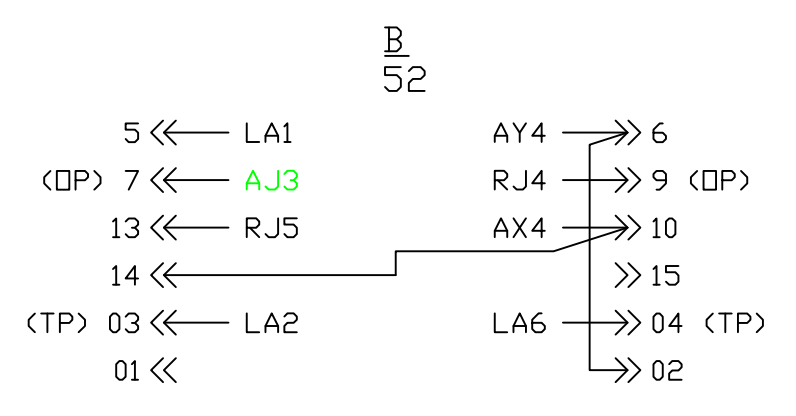 B
52
5 LA1 AY4 6
(OP) 7 AJ3 RJ4 9 (OP)
13 RJ5 AX4 10
14 15
(TP) 03 LA2 LA6 04 (TP)
01 02